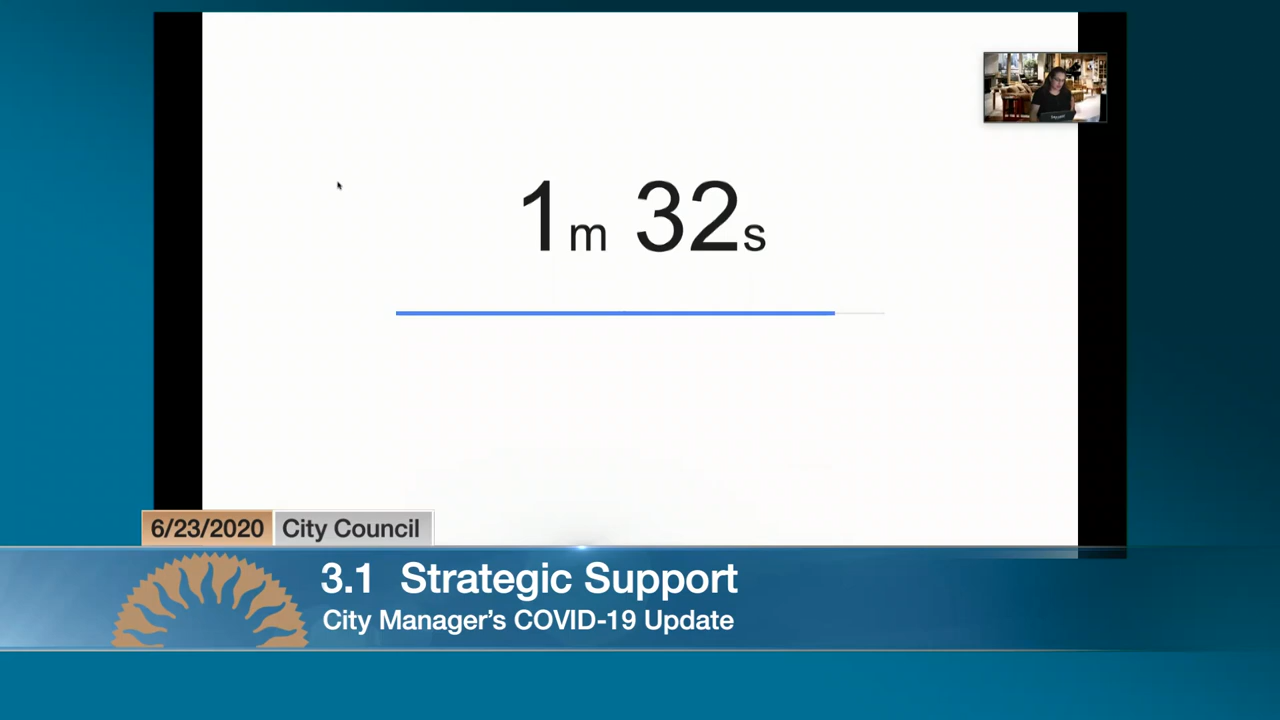 1m 32s
6/23/2020 City Council
3.1 Strategic Support
City Manager's COVID-19 Update